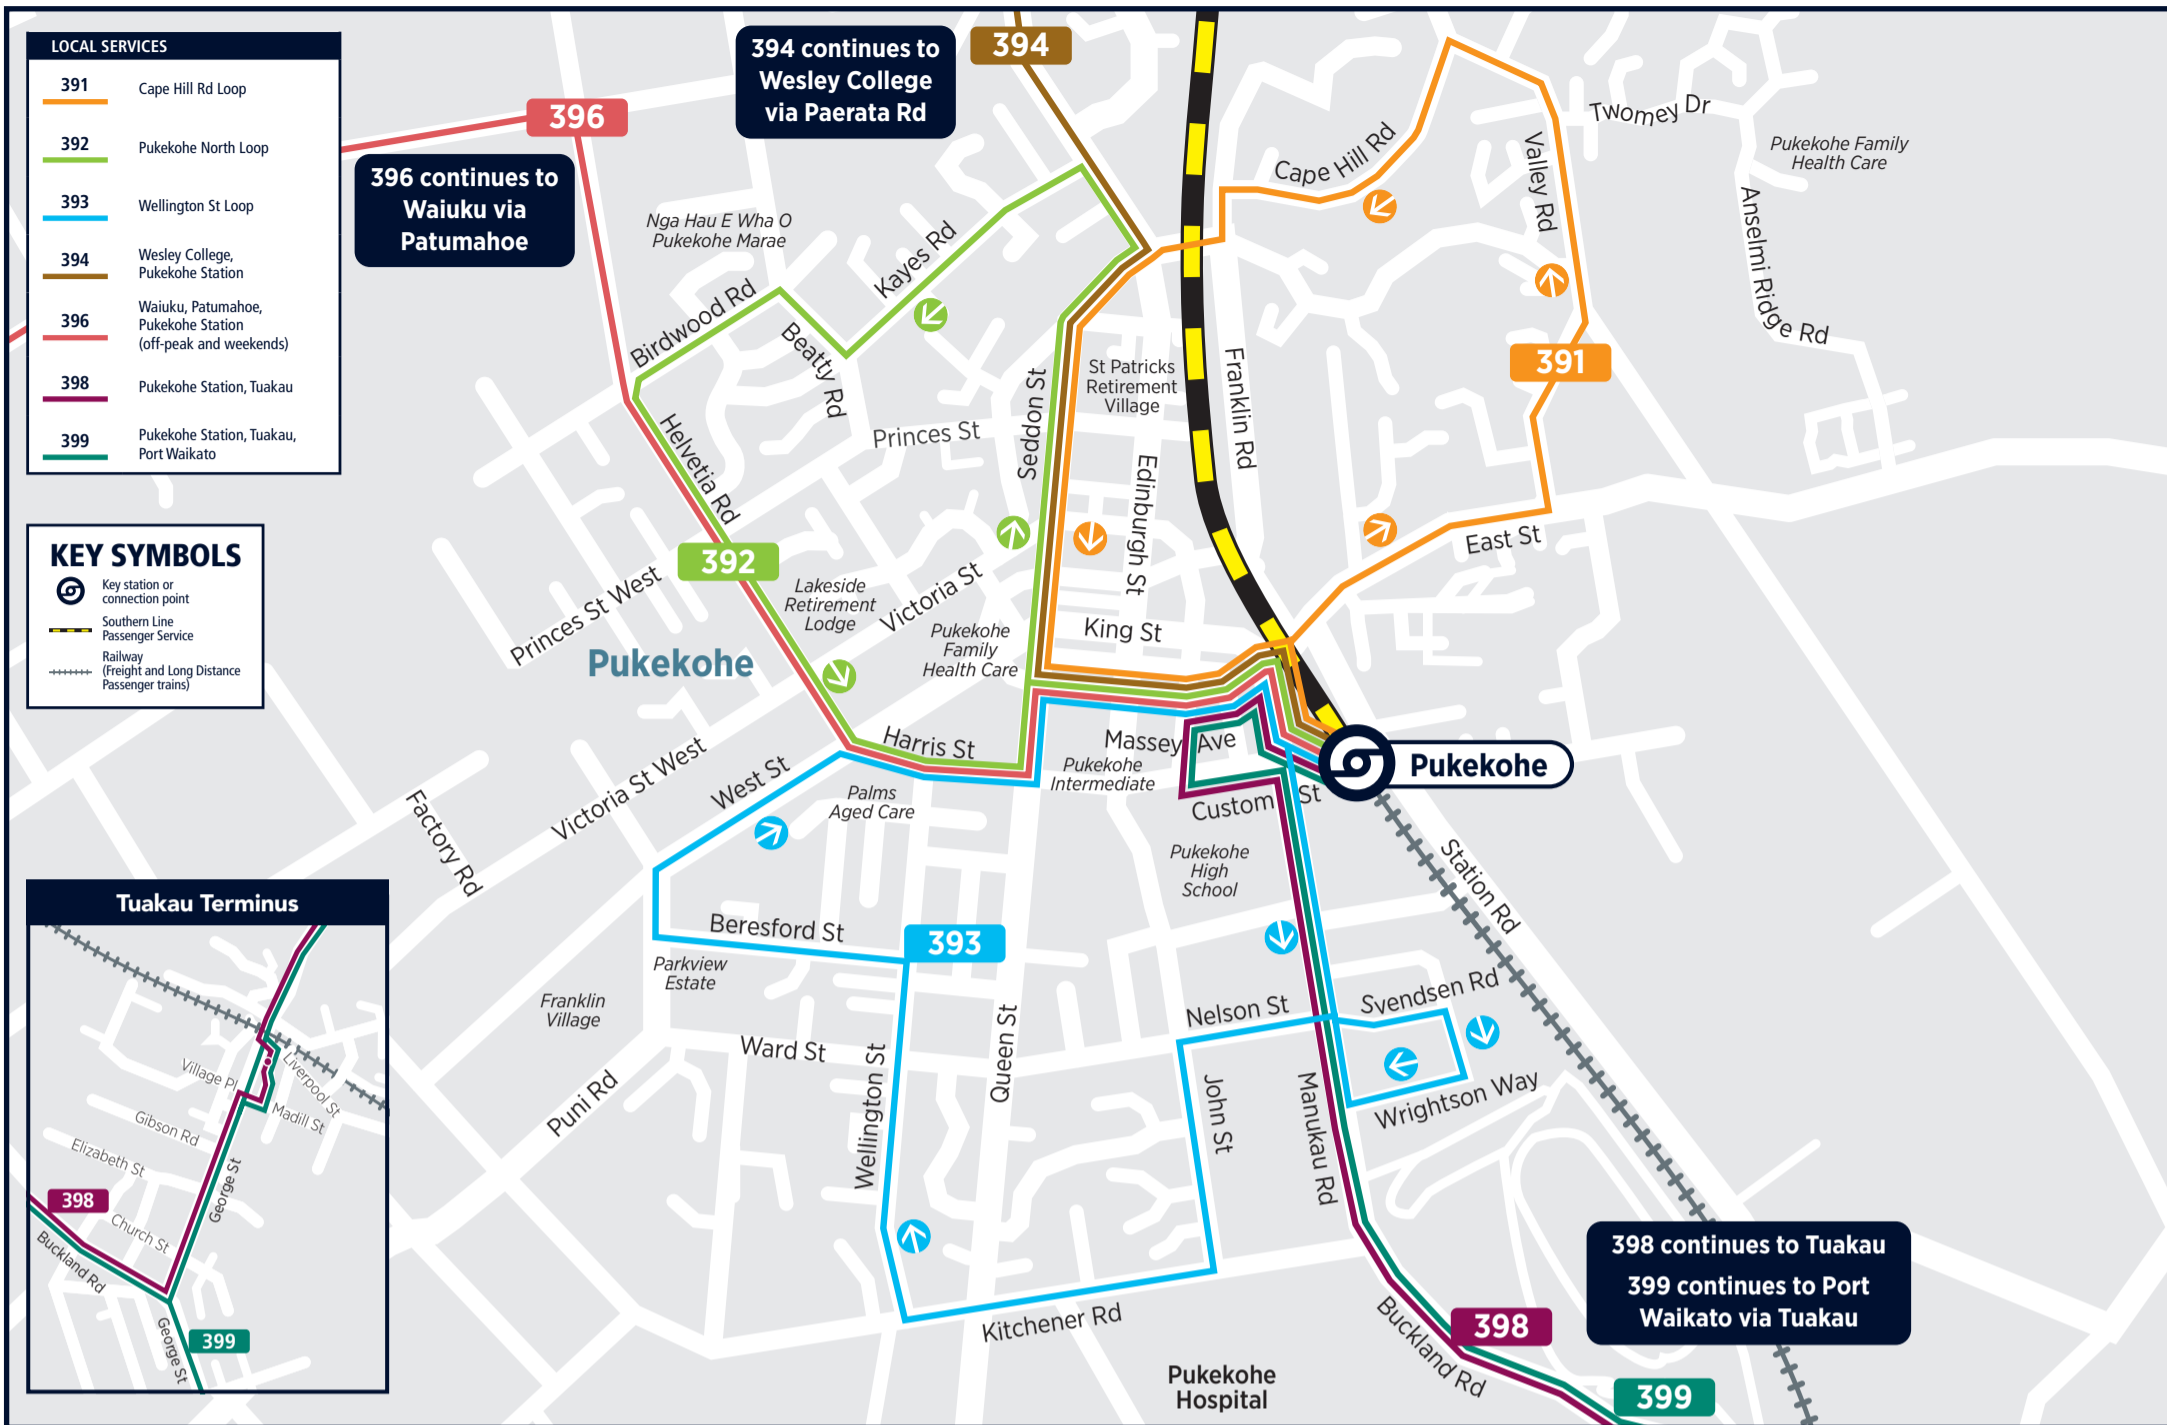 LOCAL SERVICES
391
Cape Hill Rd Loop
392
Pukekohe North Loop
393
Wellington St Loop
394
Wesley College,
Pukekohe Station
396
Waiuku, Patumahoe,
Pukekohe Station
(off-peak and weekends)
398
Pukekohe Station, Tuakau
399
Pukekohe Station, Tuakau,
Port Waikato
KEY SYMBOLS
Key station or
connection point
Southern Line
Passenger Service
Railway
(Freight and Long Distance
Passenger trains)
394 continues to
Wesley College
via Paerata Rd
394
396
396 continues to
Waiuku via
Patumahoe
Nga Hau E Wha O
Pukekohe Marae
Kayes Rd
Birdwood Rd
Beatty Rd
Helvetia Rd
Princes St
Seddon St
St Patricks
Retirement
Village
Edinburgh St
Franklin Rd
Cape Hill Rd
Valley Rd
Twomey Dr
Pukekohe Family
Health Care
Anselmi Ridge Rd
391
East St
392
Princes St West
Lakeside
Retirement
Lodge
Victoria St
Pukekohe
Family
Health Care
King St
Pukekohe
Harris St
Massey Ave
Pukekohe
Intermediate
Custom St
Pukekohe
West St
Victoria St West
Palms
Aged Care
Factory Rd
Pukekohe
High
School
Station Rd
Beresford St
393
Parkview
Estate
Franklin
Village
Ward St
Puni Rd
Wellington St
Queen St
Nelson St
Svendsen Rd
Wrightson Way
John St
Manukau Rd
Kitchener Rd
Pukekohe
Hospital
Buckland Rd
398
399
398 continues to Tuakau
399 continues to Port
Waikato via Tuakau
Tuakau Terminus
Village Pl
Liverpool St
Madill St
Gibson Rd
Elizabeth St
George St
398
Church St
Buckland Rd
George St
399